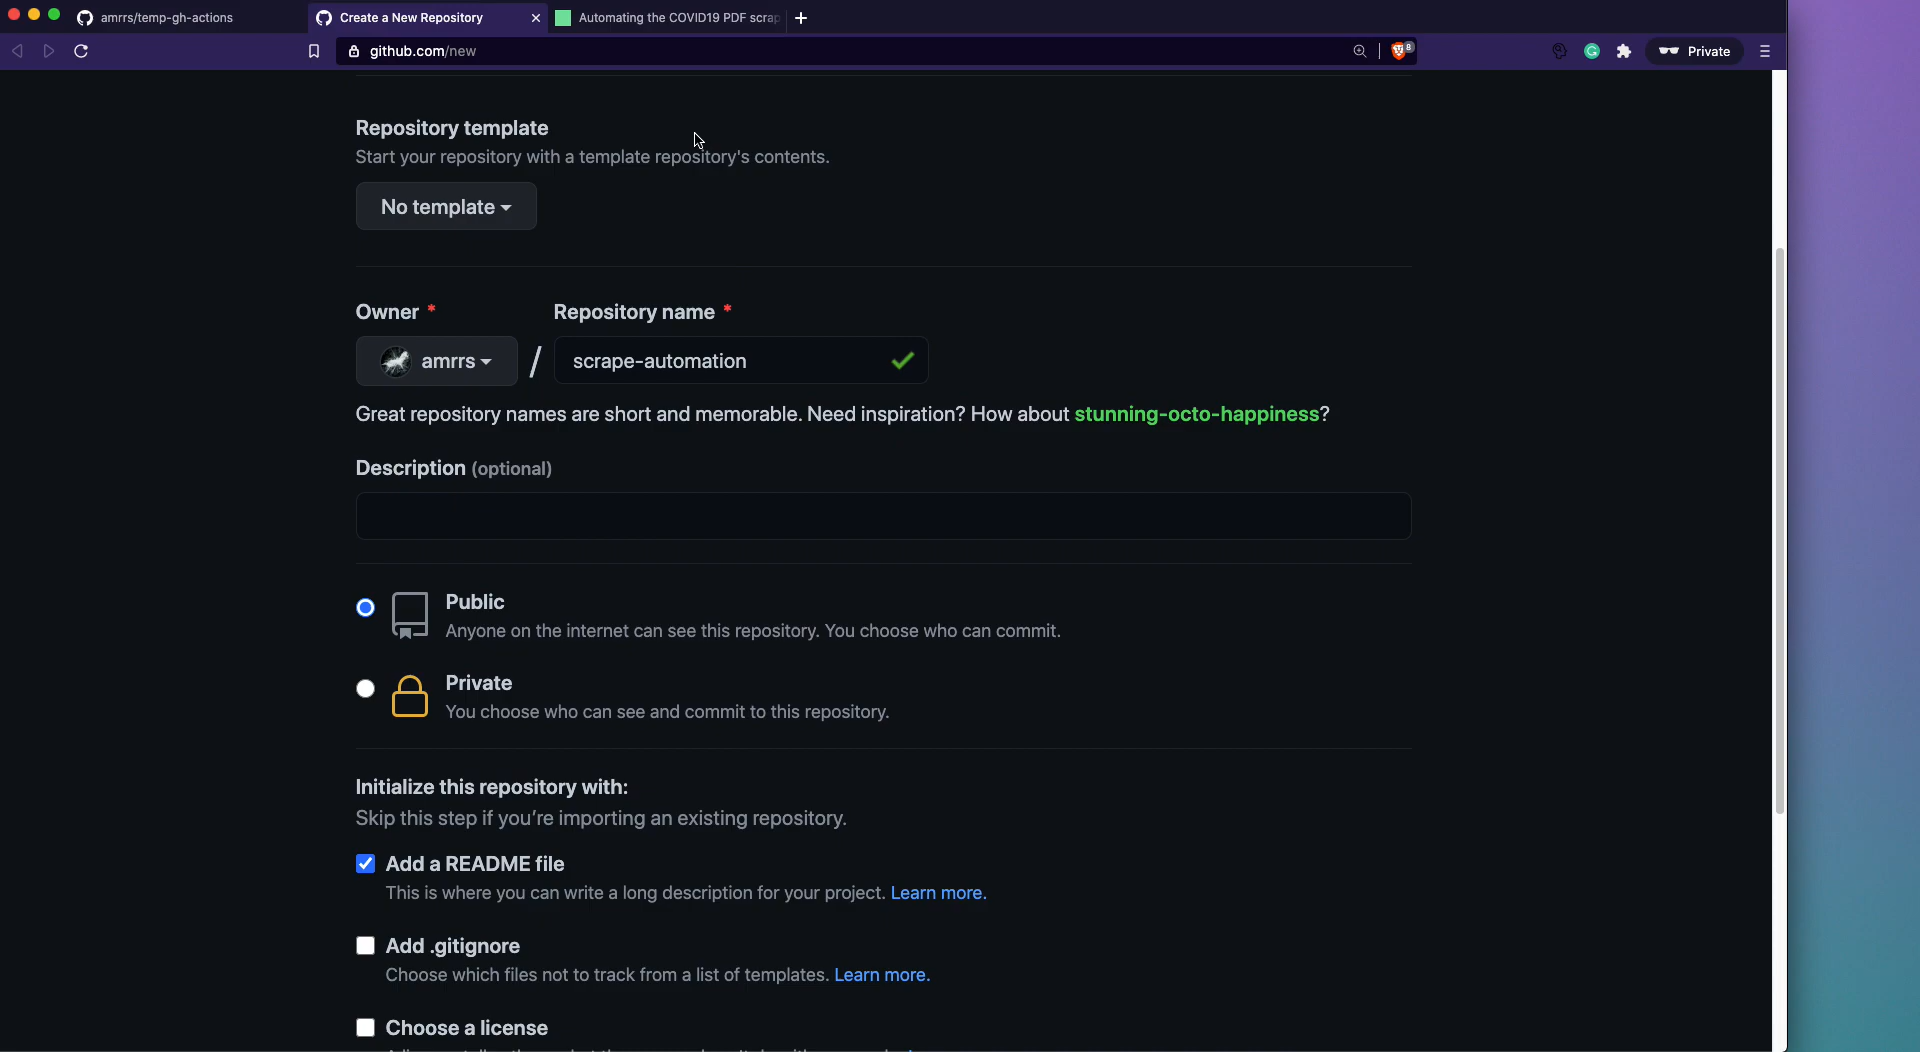 amrrs/temp-gh-actions
Create a New Repository
Automating the COVID19 PDF scrap
github.com/new
8
Private
Repository template
Start your repository with a template repository's contents.
No template
Owner *
Repository name *
amrrs
/
scrape-automation
Great repository names are short and memorable. Need inspiration? How about stunning-octo-happiness?
Description (optional)
Public
Anyone on the internet can see this repository. You choose who can commit.
Private
You choose who can see and commit to this repository.
Initialize this repository with:
Skip this step if you're importing an existing repository.
Add a README file
This is where you can write a long description for your project. Learn more.
Add .gitignore
Choose which files not to track from a list of templates. Learn more.
Choose a license